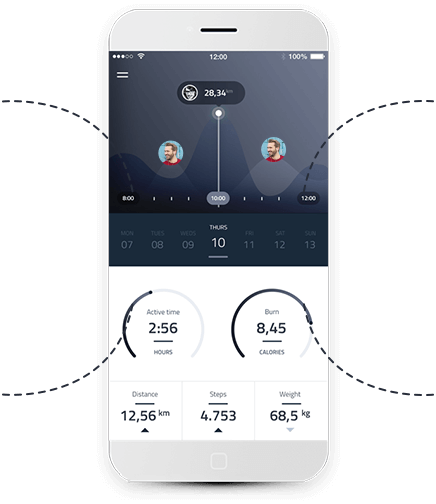 12:00
100%
28,34 km
8:00
10:00
12:00
MON TUES WEDS THURS FRI SAT SUN
07 08 09 10 11 12 13
Active time
2:56
HOURS
Burn
8,45
CALORIES
Distance Steps Weight
12,56 km 4.753 68,5 kg